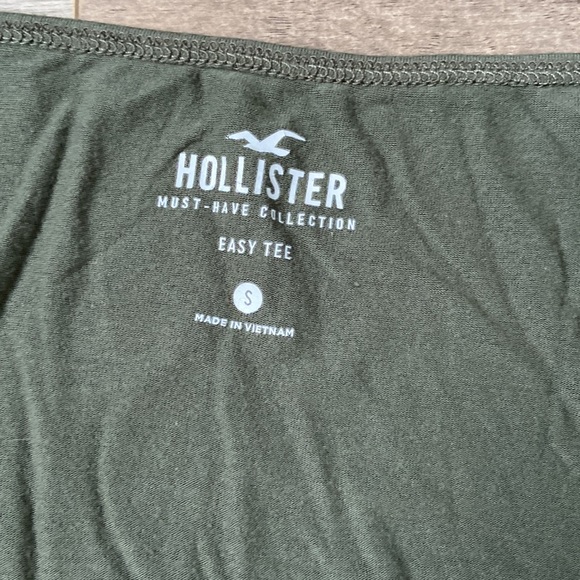 HOLLISTER
MUST-HAVE COLLECTION
EASY TEE
S
MADE IN VIETNAM